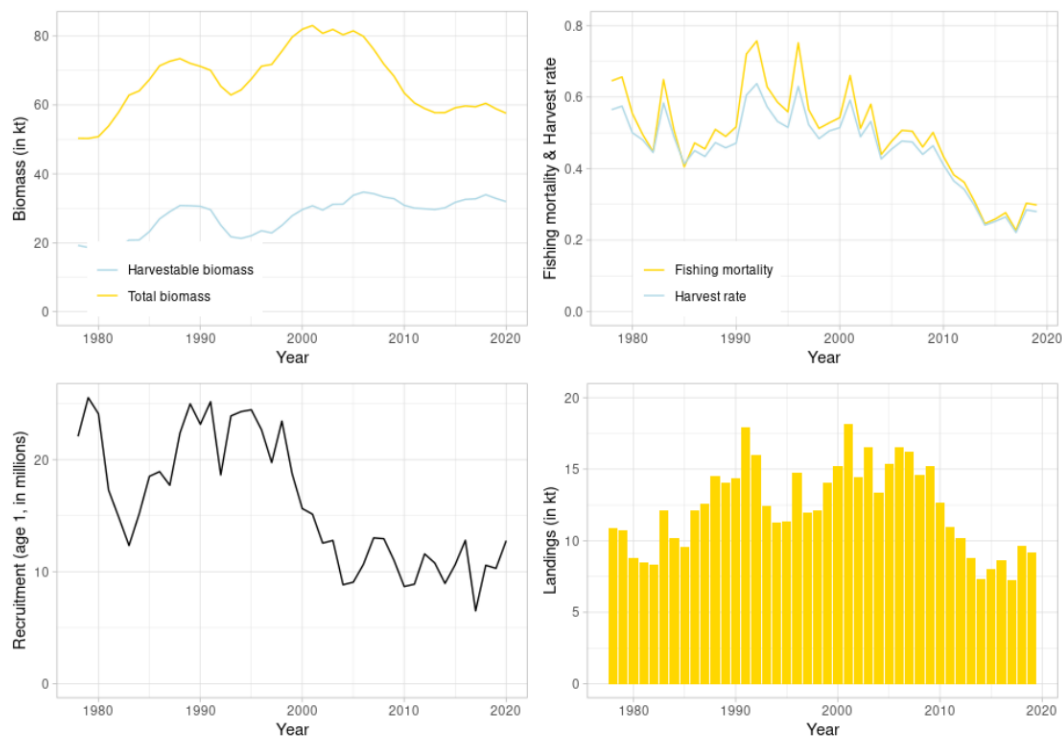 Biomass (in kt)
80
60
40
20
0
Harvestable biomass
Total biomass
1980 1990 2000 2010 2020
Year
Fishing mortality & Harvest rate
0.8
0.6
0.4
0.2
0.0
Fishing mortality
Harvest rate
1980 1990 2000 2010 2020
Year
Recruitment (age 1, in millions)
20
10
0
1980 1990 2000 2010 2020
Year
Landings (in kt)
20
15
10
5
0
1980 1990 2000 2010 2020
Year